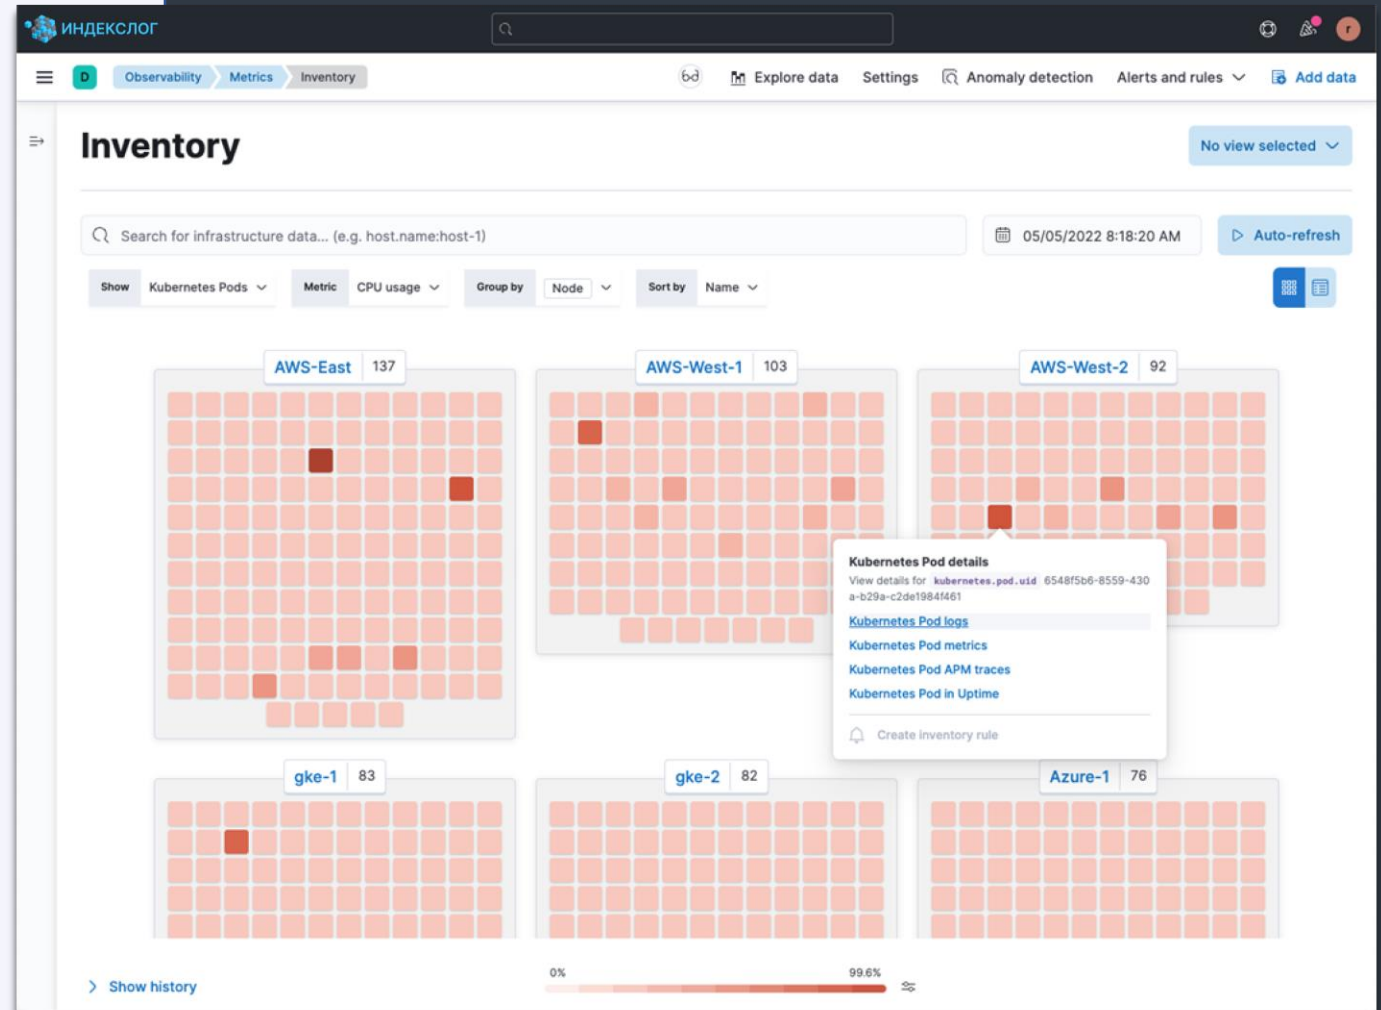 ИНДЕКСЛОГ
r
D
Observability
Metrics
Inventory
Explore data
Settings
Anomaly detection
Alerts and rules
Add data
Inventory
No view selected
Search for infrastructure data... (e.g. host.name:host-1)
05/05/2022 8:18:20 AM
Auto-refresh
Show
Kubernetes Pods
Metric
CPU usage
Group by
Node
Sort by
Name
AWS-East
137
AWS-West-1
103
AWS-West-2
92
Kubernetes Pod details
View details for kubernetes.pod.uid 6548f5b6-8559-430
a-b29a-c2de1984f461
Kubernetes Pod logs
Kubernetes Pod metrics
Kubernetes Pod APM traces
Kubernetes Pod in Uptime
Create inventory rule
gke-1
83
gke-2
82
Azure-1
76
Show history
0%
99.6%